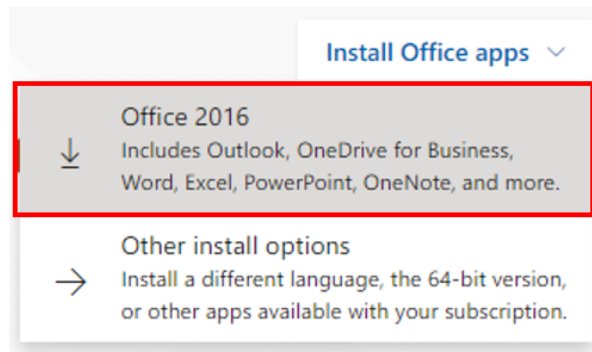 Install Office apps
Office 2016
Includes Outlook, OneDrive for Business,
Word, Excel, PowerPoint, OneNote, and more.
Other install options
Install a different language, the 64-bit version,
or other apps available with your subscription.